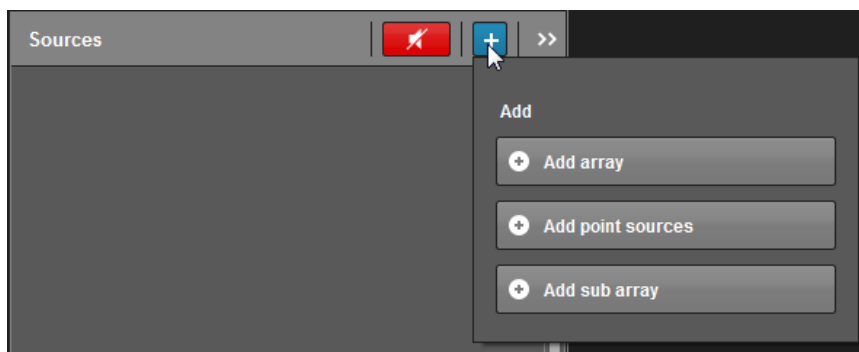 Sources
+
>>
Add
Add array
Add point sources
Add sub array